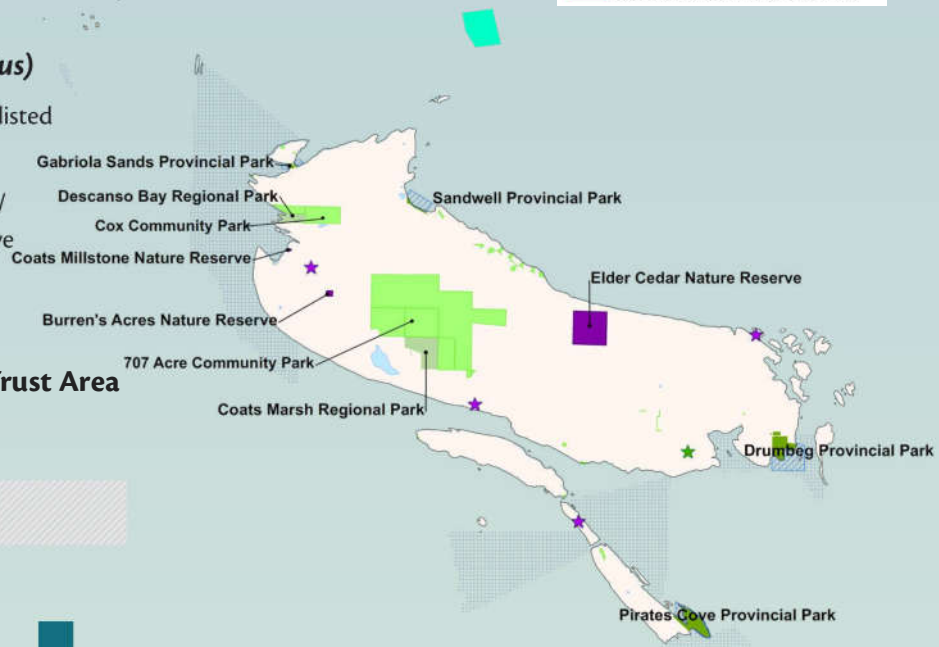 us)
listed
Gabriola Sands Provincial Park
Descanso Bay Regional Park
Sandwell Provincial Park
/
Cox Community Park
ve
Coats Millstone Nature Reserve
Elder Cedar Nature Reserve
Burren's Acres Nature Reserve
707 Acre Community Park
Trust Area
Coats Marsh Regional Park
Drumbeg Provincial Park
Pirates Cove Provincial Park